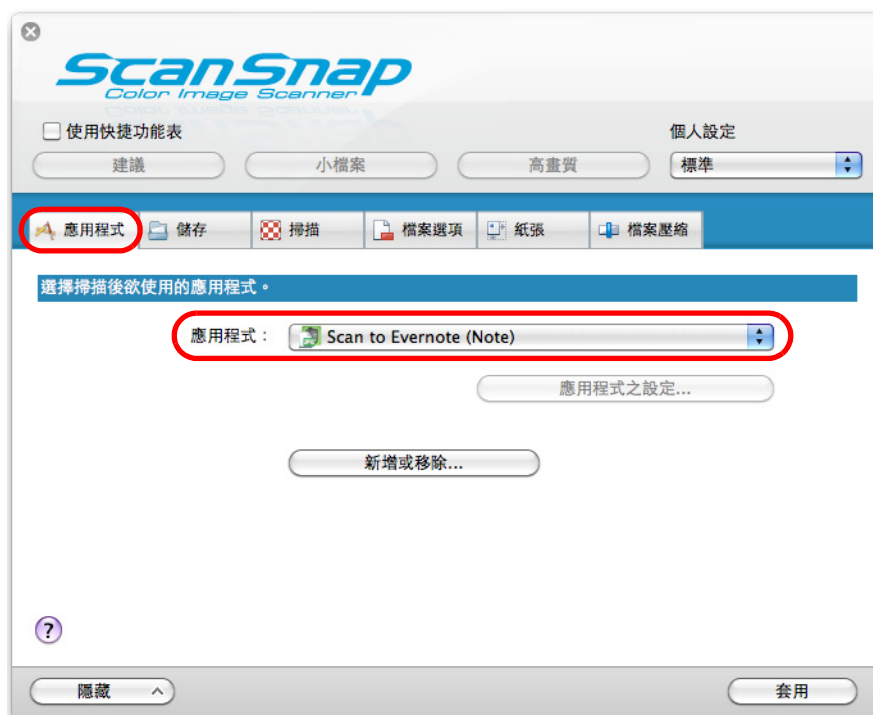 ScanSnap
Color Image Scanner
使用快捷功能表
個人設定
建議 小檔案 高畫質 標準
應用程式 儲存 掃描 檔案選項 紙張 檔案壓縮
選擇掃描後欲使用的應用程式。
應用程式： Scan to Evernote (Note)
應用程式之設定...
新增或移除...
?
隱藏 套用